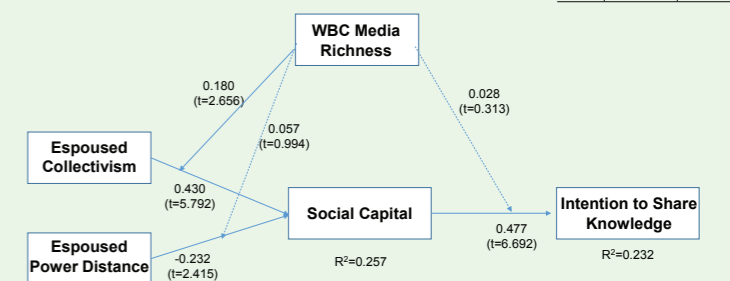 WBC Media
Richness
0.180
(t=2.656)
0.028
(t=0.313)
0.057
(t=0.994)
Espoused
Collectivism
0.430
(t=5.792)
Social Capital
Intention to Share
Knowledge
0.477
(t=6.692)
Espoused
Power Distance
-0.232
(t=2.415)
R²=0.257
R²=0.232